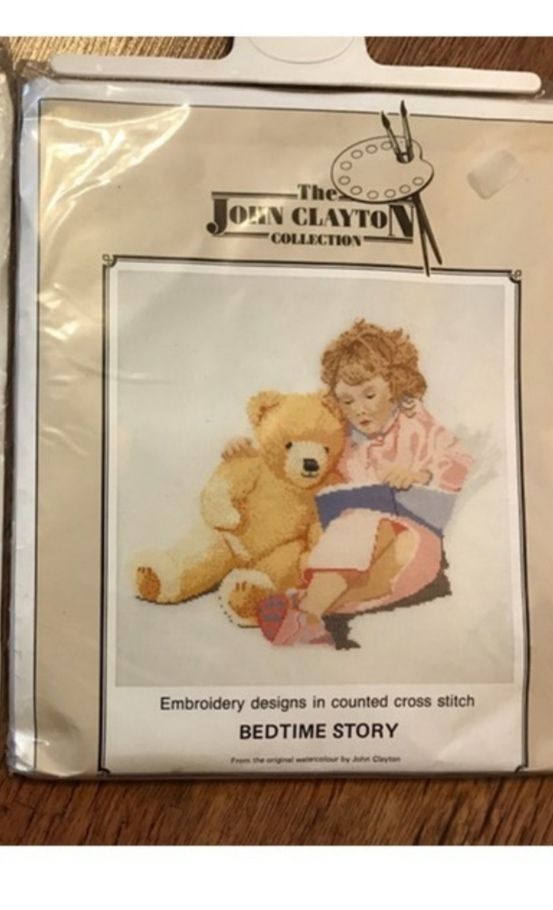 The
JOHN CLAYTON
COLLECTION
Embroidery designs in counted cross stitch
BEDTIME STORY
From the original watercolour by John Clayton